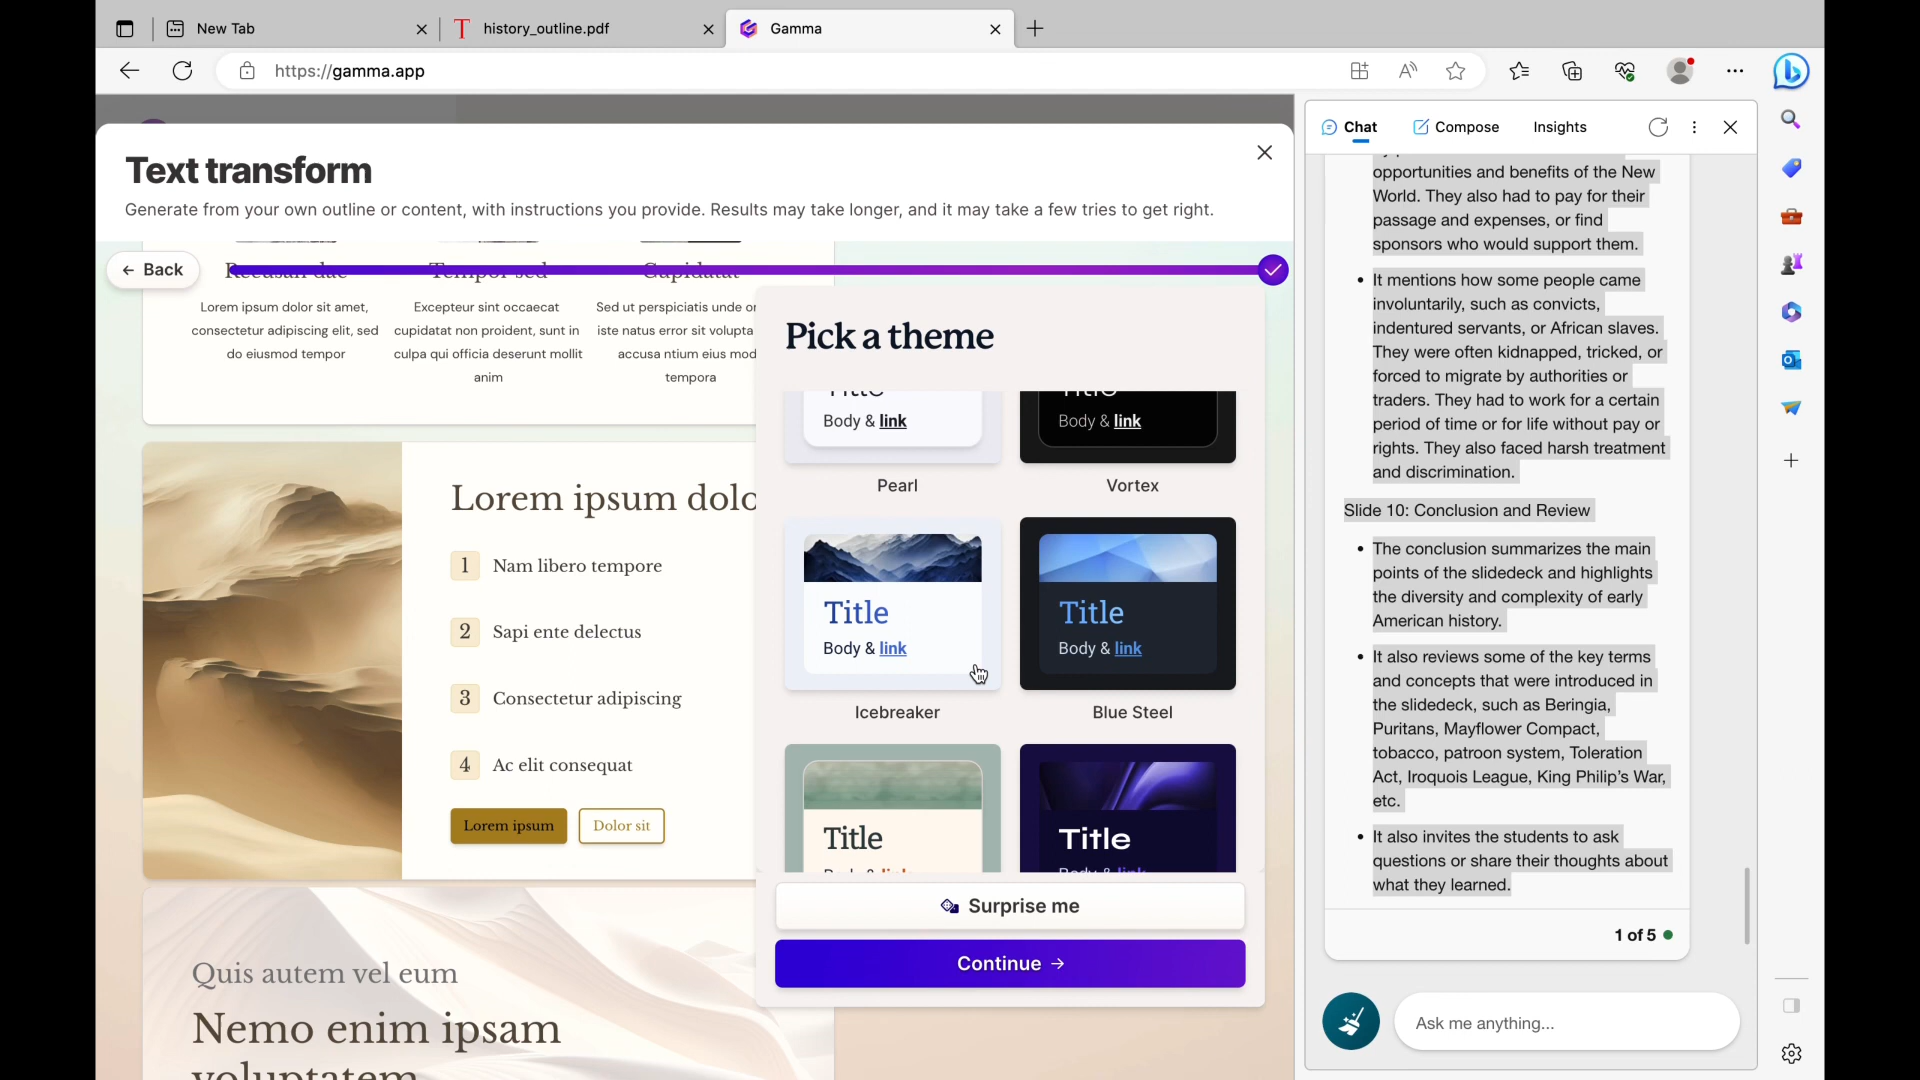 New Tab
history_outline.pdf
Gamma
https://gamma.app
Text transform
Generate from your own outline or content, with instructions you provide. Results may take longer, and it may take a few tries to get right.
Back
Recusan dae
Tempor sed
Cupidatat
Lorem ipsum dolor sit amet,
consectetur adipiscing elit, sed
do eiusmod tempor
Excepteur sint occaecat
cupidatat non proident, sunt in
culpa qui officia deserunt mollit
anim
Sed ut perspiciatis unde
iste natus error sit volupta
accusa ntium eius mod
tempora
Lorem ipsum dolo
1 Nam libero tempore
2 Sapi ente delectus
3 Consectetur adipiscing
4 Ac elit consequat
Lorem ipsum
Dolor sit
Quis autem vel eum
Nemo enim ipsam
voluptatem
Pick a theme
Title
Body & link
Pearl
Title
Body & link
Vortex
Title
Body & link
Icebreaker
Title
Body & link
Blue Steel
Title
Body & link
Title
Body & link
Surprise me
Continue
Chat
Compose
Insights
opportunities and benefits of the New
World. They also had to pay for their
passage and expenses, or find
sponsors who would support them.
It mentions how some people came
involuntarily, such as convicts,
indentured servants, or African slaves.
They were often kidnapped, tricked, or
forced to migrate by authorities or
traders. They had to work for a certain
period of time or for life without pay or
rights. They also faced harsh treatment
and discrimination.
Slide 10: Conclusion and Review
The conclusion summarizes the main
points of the slidedeck and highlights
the diversity and complexity of early
American history.
It also reviews some of the key terms
and concepts that were introduced in
the slidedeck, such as Beringia,
Puritans, Mayflower Compact,
tobacco, patroon system, Toleration
Act, Iroquois League, King Philip's War,
etc.
It also invites the students to ask
questions or share their thoughts about
what they learned.
1 of 5
Ask me anything...